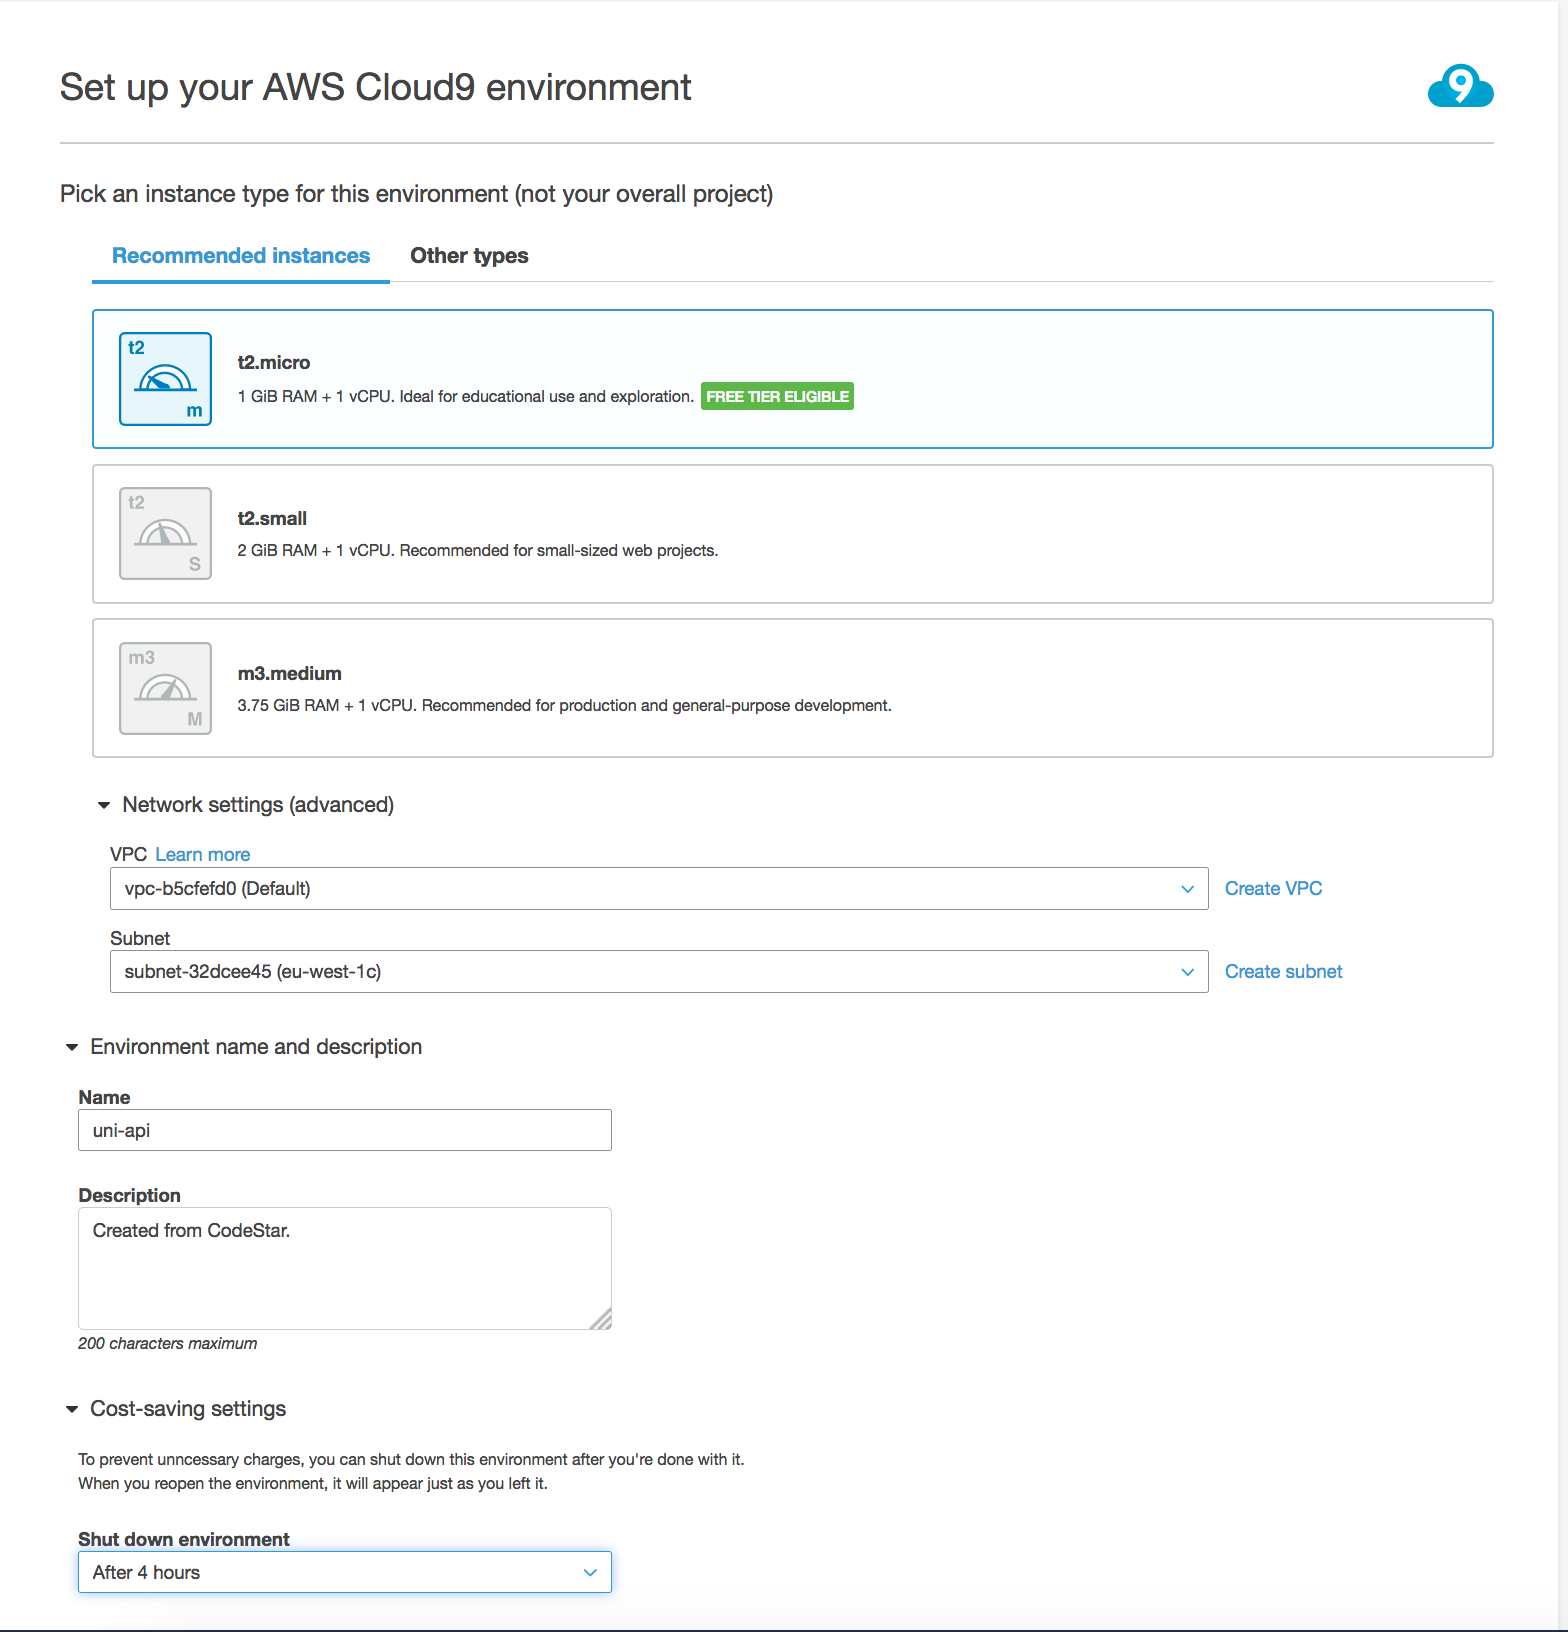 Set up your AWS Cloud9 environment
9
Pick an instance type for this environment (not your overall project)
Recommended instances
Other types
t2
m
t2.micro
1 GiB RAM + 1 vCPU. Ideal for educational use and exploration. FREE TIER ELIGIBLE
t2
S
t2.small
2 GiB RAM + 1 vCPU. Recommended for small-sized web projects.
m3
M
m3.medium
3.75 GiB RAM + 1 vCPU. Recommended for production and general-purpose development.
Network settings (advanced)
VPC Learn more
vpc-b5cfefd0 (Default)
Create VPC
Subnet
subnet-32dcee45 (eu-west-1c)
Create subnet
Environment name and description
Name
uni-api
Description
Created from CodeStar.
200 characters maximum
Cost-saving settings
To prevent unncessary charges, you can shut down this environment after you're done with it.
When you reopen the environment, it will appear just as you left it.
Shut down environment
After 4 hours